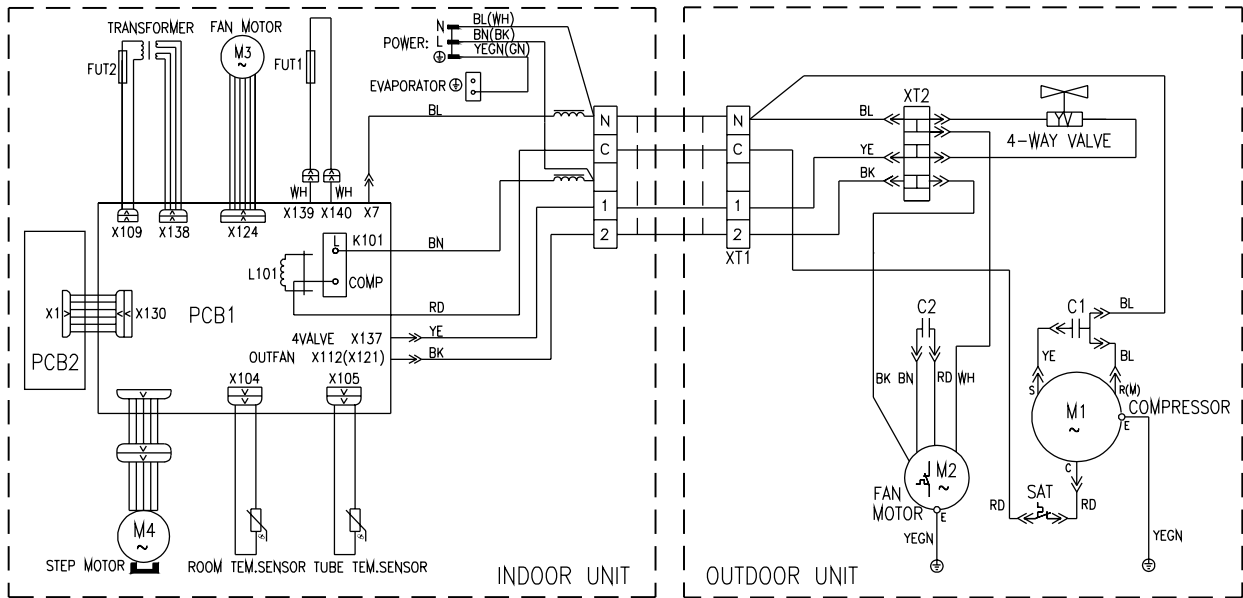 TRANSFORMER
FAN MOTOR
M3
~
FUT2
FUT1
N
POWER: L
BL(WH)
BN(BK)
YEGN(GN)
EVAPORATOR
BL
WH
WH
X109
X138
X124
X139
X140
X7
N
C
1
2
N
C
1
2
XT1
BL
YE
BK
XT2
YV
4-WAY VALVE
L
K101
L101
COMP
BN
RD
X1
X130
PCB1
PCB2
4VALVE X137
YE
OUTFAN X112(X121)
BK
X104
X105
M4
~
STEP MOTOR
ROOM TEM.SENSOR
TUBE TEM.SENSOR
INDOOR UNIT
C2
BK
BN
RD
WH
M2
~
FAN
MOTOR
E
YEGN
C1
BL
YE
BL
S
R(M)
M1
~
COMPRESSOR
E
C
RD
SAT
RD
YEGN
OUTDOOR UNIT